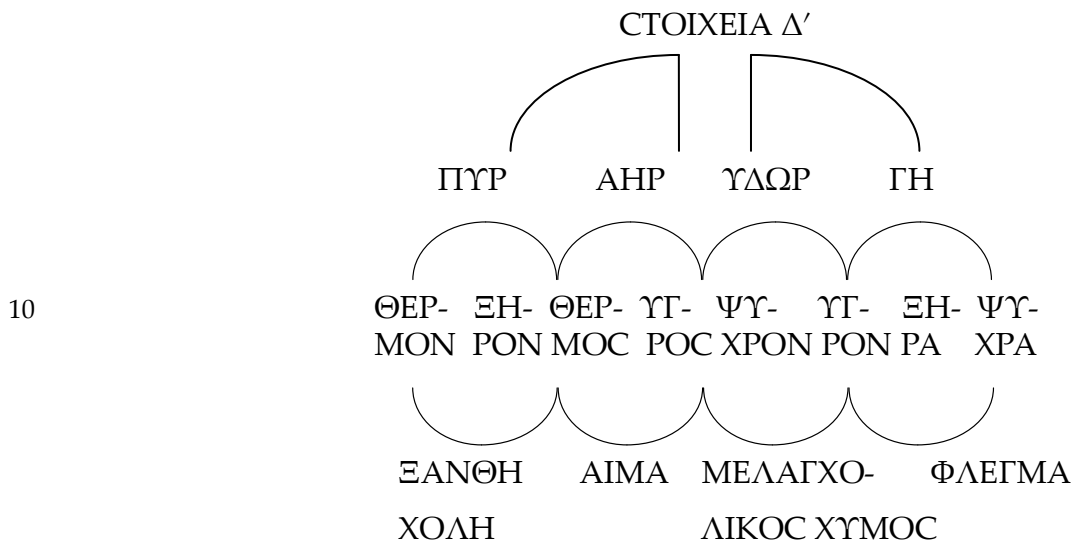 CΤΟΙΧΕΙΑ Δ′
ΠΥΡ ΑΗΡ ΥΔΩΡ ΓΗ
10 ΘΕΡ- ΞΗ- ΘΕΡ- ΥΓ- ΨΥ- ΥΓ- ΞΗ- ΨΥ-
ΜΟΝ ΡΟΝ ΜΟC ΡΟC ΧΡΟΝ ΡΟΝ ΡΑ ΧΡΑ
ΞΑΝΘΗ ΑΙΜΑ ΜΕΛΑΓΧΟ- ΦΛΕΓΜΑ
ΧΟΛΗ ΛΙΚΟC ΧΥΜΟC